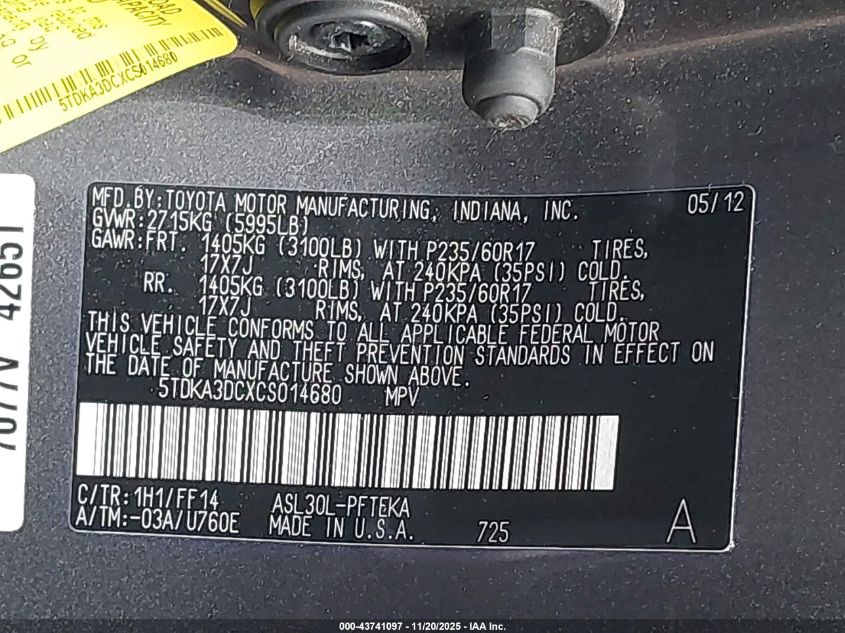 5TDKA3DCXCS014680
42651
MFD.BY:TOYOTA MOTOR MANUFACTURING, INDIANA, INC. 05/12
GVWR:2715KG (5995LB)
GAWR:FRT. 1405KG (3100LB) WITH P235/60R17 TIRES,
17X7J RIMS, AT 240KPA (35PSI) COLD.
RR. 1405KG (3100LB) WITH P235/60R17 TIRES,
17X7J RIMS, AT 240KPA (35PSI) COLD.
THIS VEHICLE CONFORMS TO ALL APPLICABLE FEDERAL MOTOR
VEHICLE SAFETY AND THEFT PREVENTION STANDARDS IN EFFECT ON
THE DATE OF MANUFACTURE SHOWN ABOVE.
5TDKA3DCXCS014680 MPV
C/TR:1H1/FF14 ASL30L-PFTEKA
A/TM:-03A/U760E MADE IN U.S.A. 725 A
000-43741097 - 11/20/2025 - IAA Inc.